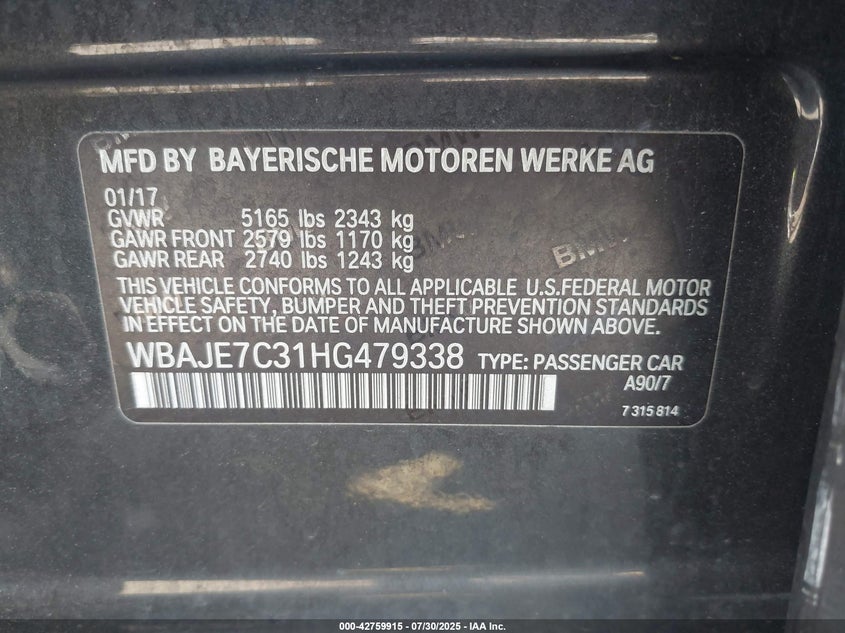 MFD BY BAYERISCHE MOTOREN WERKE AG
01/17
GVWR 5165 lbs 2343 kg
GAWR FRONT 2579 lbs 1170 kg
GAWR REAR 2740 lbs 1243 kg
THIS VEHICLE CONFORMS TO ALL APPLICABLE U.S.FEDERAL MOTOR
VEHICLE SAFETY, BUMPER AND THEFT PREVENTION STANDARDS
IN EFFECT ON THE DATE OF MANUFACTURE SHOWN ABOVE.
WBAJE7C31HG479338 TYPE: PASSENGER CAR
A90/7
7 315 814
000-42759915 / 07/30/2025 - IAA Inc.